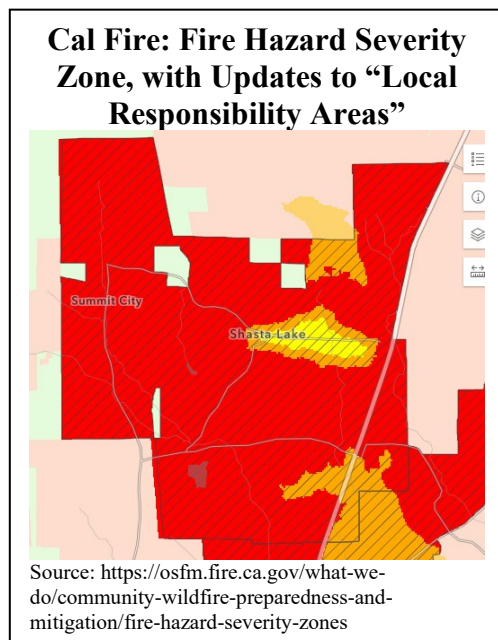 Cal Fire: Fire Hazard Severity
Zone, with Updates to “Local
Responsibility Areas”
Summit City
Shasta Lake
Source: https://osfm.fire.ca.gov/what-we-
do/community-wildfire-preparedness-and-
mitigation/fire-hazard-severity-zones